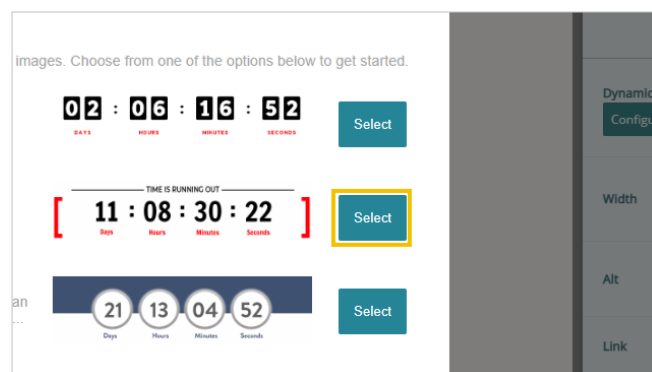 images. Choose from one of the options below to get started.
02 : 06 : 16 : 52
DAYS HOURS MINUTES SECONDS
Select
TIME IS RUNNING OUT
[ 11 : 08 : 30 : 22 ]
Days Hours Minutes Seconds
Select
an
...
21 13 04 52
Days Hours Minutes Seconds
Select
Dynamic
Configu
Width
Alt
Link